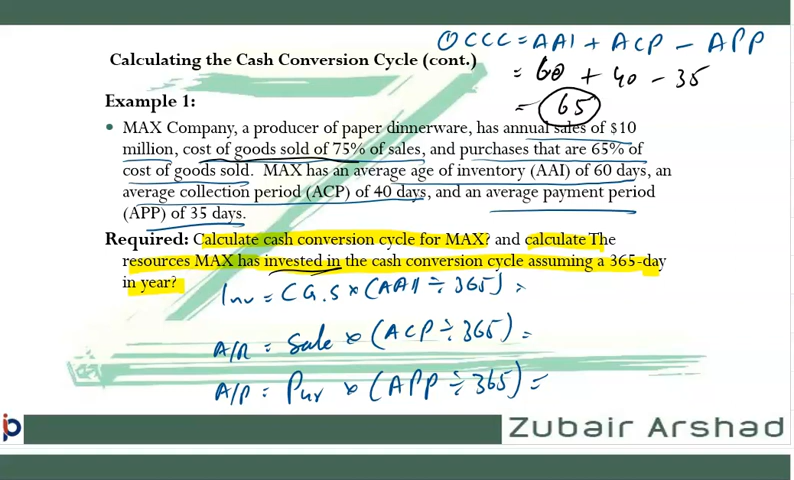 ① CCC = AAI + ACP - APP
Calculating the Cash Conversion Cycle (cont.)
= 60 + 40 - 35
Example 1:
= 65
• MAX Company, a producer of paper dinnerware, has annual sales of $10
million, cost of goods sold of 75% of sales, and purchases that are 65% of
cost of goods sold. MAX has an average age of inventory (AAI) of 60 days, an
average collection period (ACP) of 40 days, and an average payment period
(APP) of 35 days.
Required: Calculate cash conversion cycle for MAX? and calculate The
resources MAX has invested in the cash conversion cycle assuming a 365-day
in year?
Inv = CG.S × (AAI ÷ 365) =
A/R = Sale × (ACP ÷ 365) =
A/P = Pur × (APP ÷ 365) =
Zubair Arshad